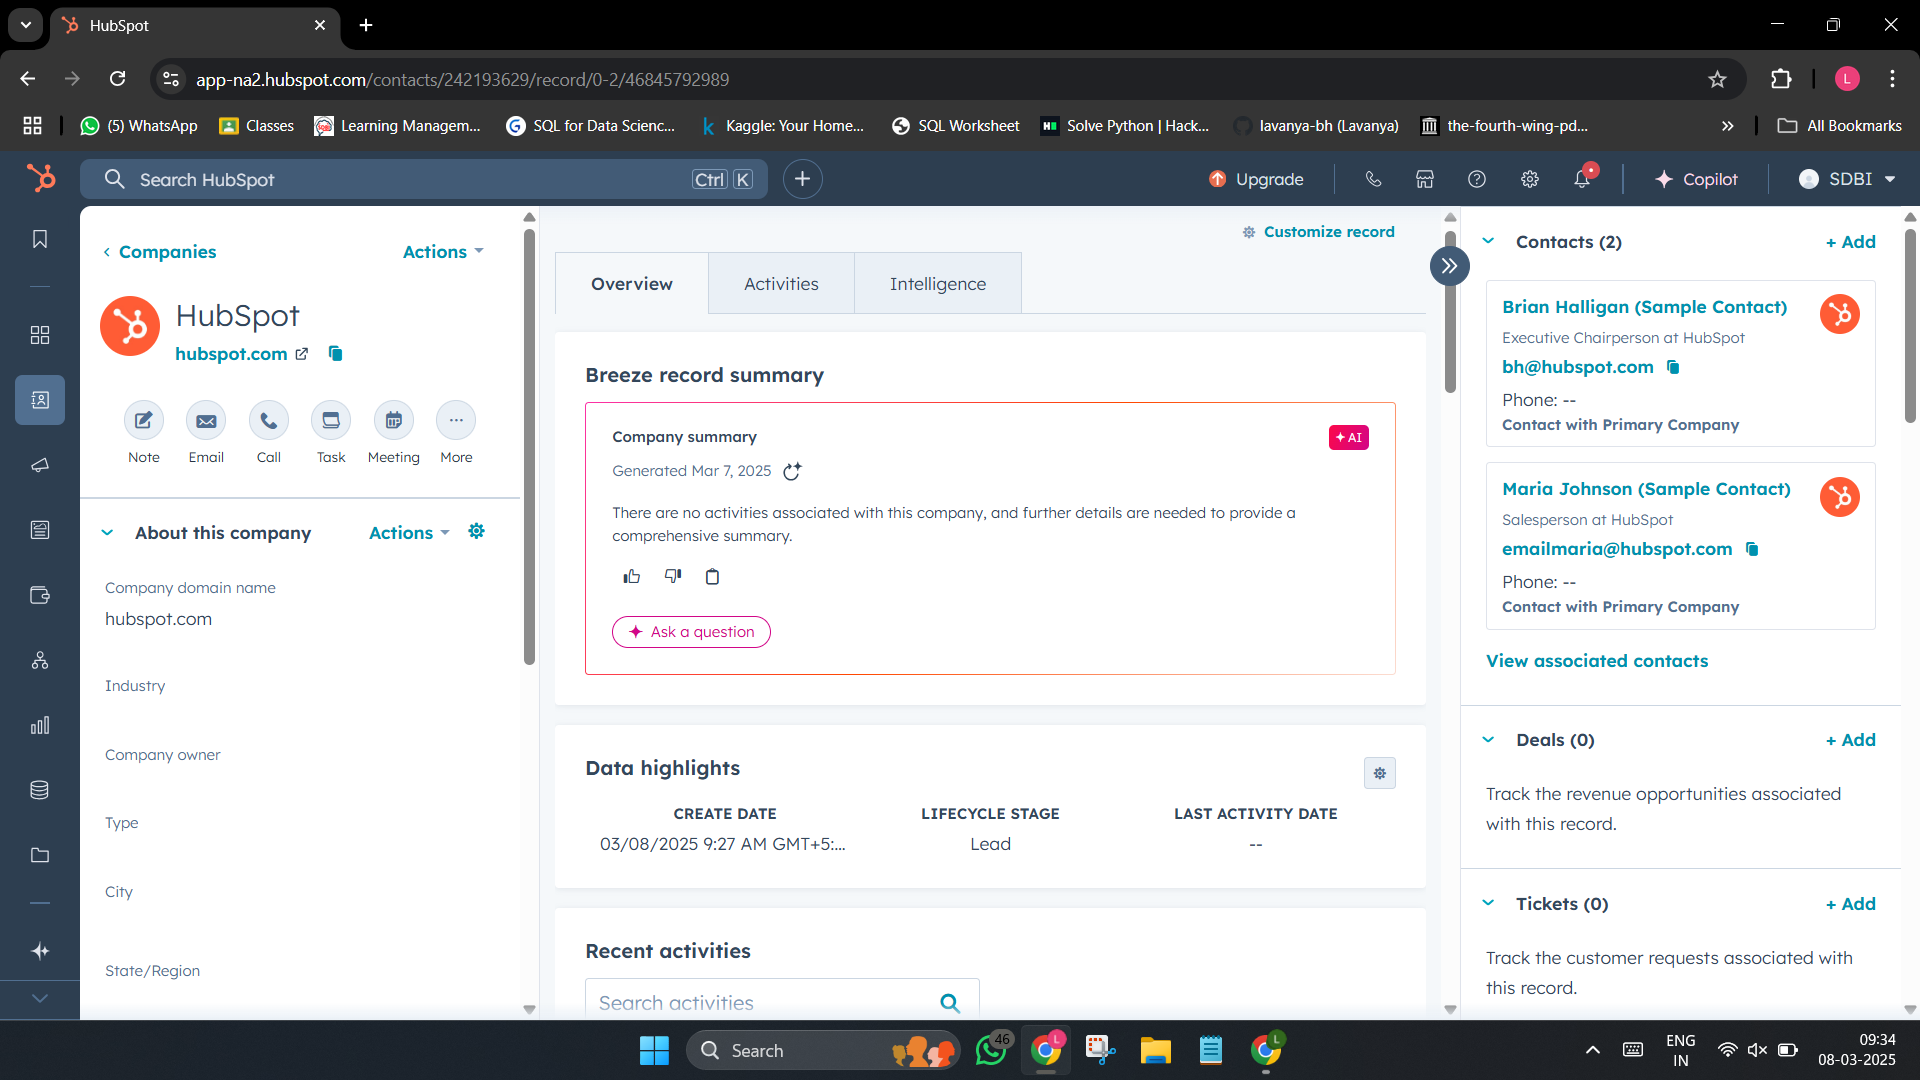 HubSpot
app-na2.hubspot.com/contacts/242193629/record/0-2/46845792989
L
(5) WhatsApp
Classes
Learning Managem...
SQL for Data Scienc...
Kaggle: Your Home...
SQL Worksheet
Solve Python | Hack...
lavanya-bh (Lavanya)
the-fourth-wing-pd...
All Bookmarks
Search HubSpot
Ctrl K
Upgrade
Copilot
SDBI
Companies
Actions
HubSpot
hubspot.com
Note
Email
Call
Task
Meeting
More
About this company
Actions
Company domain name
hubspot.com
Industry
Company owner
Type
City
State/Region
Customize record
Overview
Activities
Intelligence
Breeze record summary
Company summary
AI
Generated Mar 7, 2025
There are no activities associated with this company, and further details are needed to provide a
comprehensive summary.
Ask a question
Data highlights
CREATE DATE
LIFECYCLE STAGE
LAST ACTIVITY DATE
03/08/2025 9:27 AM GMT+5:...
Lead
--
Recent activities
Search activities
Contacts (2)
+ Add
Brian Halligan (Sample Contact)
Executive Chairperson at HubSpot
bh@hubspot.com
Phone: --
Contact with Primary Company
Maria Johnson (Sample Contact)
Salesperson at HubSpot
emailmaria@hubspot.com
Phone: --
Contact with Primary Company
View associated contacts
Deals (0)
+ Add
Track the revenue opportunities associated
with this record.
Tickets (0)
+ Add
Track the customer requests associated with
this record.
Search
46
L
L
ENG
IN
09:34
08-03-2025